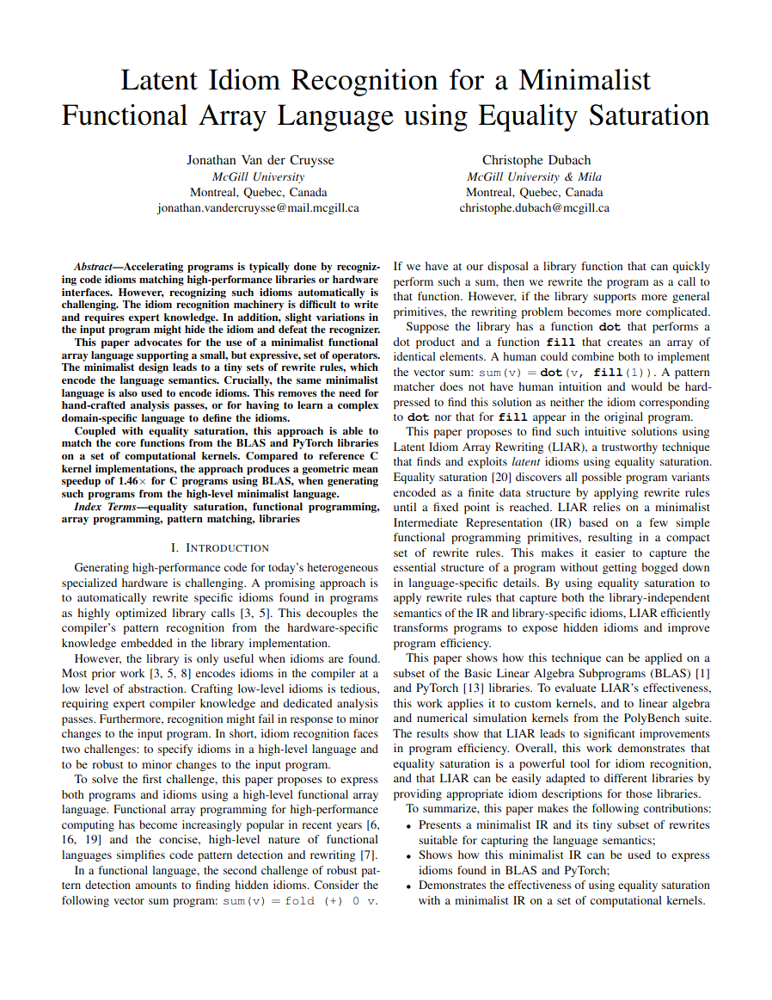 Latent Idiom Recognition for a Minimalist
Functional Array Language using Equality Saturation
Jonathan Van der Cruysse
McGill University
Montreal, Quebec, Canada
jonathan.vandercruysse@mail.mcgill.ca
Christophe Dubach
McGill University & Mila
Montreal, Quebec, Canada
christophe.dubach@mcgill.ca
Abstract—Accelerating programs is typically done by recogniz-
ing code idioms matching high-performance libraries or hardware
interfaces. However, recognizing such idioms automatically is
challenging. The idiom recognition machinery is difficult to write
and requires expert knowledge. In addition, slight variations in
the input program might hide the idiom and defeat the recognizer.
This paper advocates for the use of a minimalist functional
array language supporting a small, but expressive, set of operators.
The minimalist design leads to a tiny sets of rewrite rules, which
encode the language semantics. Crucially, the same minimalist
language is also used to encode idioms. This removes the need for
hand-crafted analysis passes, or for having to learn a complex
domain-specific language to define the idioms.
Coupled with equality saturation, this approach is able to
match the core functions from the BLAS and PyTorch libraries
on a set of computational kernels. Compared to reference C
kernel implementations, the approach produces a geometric mean
speedup of 1.46× for C programs using BLAS, when generating
such programs from the high-level minimalist language.
Index Terms—equality saturation, functional programming,
array programming, pattern matching, libraries
I. INTRODUCTION
Generating high-performance code for today's heterogeneous
specialized hardware is challenging. A promising approach is
to automatically rewrite specific idioms found in programs
as highly optimized library calls [3, 5]. This decouples the
compiler's pattern recognition from the hardware-specific
knowledge embedded in the library implementation.
However, the library is only useful when idioms are found.
Most prior work [3, 5, 8] encodes idioms in the compiler at a
low level of abstraction. Crafting low-level idioms is tedious,
requiring expert compiler knowledge and dedicated analysis
passes. Furthermore, recognition might fail in response to minor
changes to the input program. In short, idiom recognition faces
two challenges: to specify idioms in a high-level language and
to be robust to minor changes to the input program.
To solve the first challenge, this paper proposes to express
both programs and idioms using a high-level functional array
language. Functional array programming for high-performance
computing has become increasingly popular in recent years [6,
16, 19] and the concise, high-level nature of functional
languages simplifies code pattern detection and rewriting [7].
In a functional language, the second challenge of robust pat-
tern detection amounts to finding hidden idioms. Consider the
following vector sum program: sum(v) = fold (+) 0 v.
If we have at our disposal a library function that can quickly
perform such a sum, then we rewrite the program as a call to
that function. However, if the library supports more general
primitives, the rewriting problem becomes more complicated.
Suppose the library has a function dot that performs a
dot product and a function fill that creates an array of
identical elements. A human could combine both to implement
the vector sum: sum(v) = dot(v, fill(1)). A pattern
matcher does not have human intuition and would be hard-
pressed to find this solution as neither the idiom corresponding
to dot nor that for fill appear in the original program.
This paper proposes to find such intuitive solutions using
Latent Idiom Array Rewriting (LIAR), a trustworthy technique
that finds and exploits latent idioms using equality saturation.
Equality saturation [20] discovers all possible program variants
encoded as a finite data structure by applying rewrite rules
until a fixed point is reached. LIAR relies on a minimalist
Intermediate Representation (IR) based on a few simple
functional programming primitives, resulting in a compact
set of rewrite rules. This makes it easier to capture the
essential structure of a program without getting bogged down
in language-specific details. By using equality saturation to
apply rewrite rules that capture both the library-independent
semantics of the IR and library-specific idioms, LIAR efficiently
transforms programs to expose hidden idioms and improve
program efficiency.
This paper shows how this technique can be applied on a
subset of the Basic Linear Algebra Subprograms (BLAS) [1]
and PyTorch [13] libraries. To evaluate LIAR's effectiveness,
this work applies it to custom kernels, and to linear algebra
and numerical simulation kernels from the PolyBench suite.
The results show that LIAR leads to significant improvements
in program efficiency. Overall, this work demonstrates that
equality saturation is a powerful tool for idiom recognition,
and that LIAR can be easily adapted to different libraries by
providing appropriate idiom descriptions for those libraries.
To summarize, this paper makes the following contributions:
• Presents a minimalist IR and its tiny subset of rewrites
suitable for capturing the language semantics;
• Shows how this minimalist IR can be used to express
idioms found in BLAS and PyTorch;
• Demonstrates the effectiveness of using equality saturation
with a minimalist IR on a set of computational kernels.